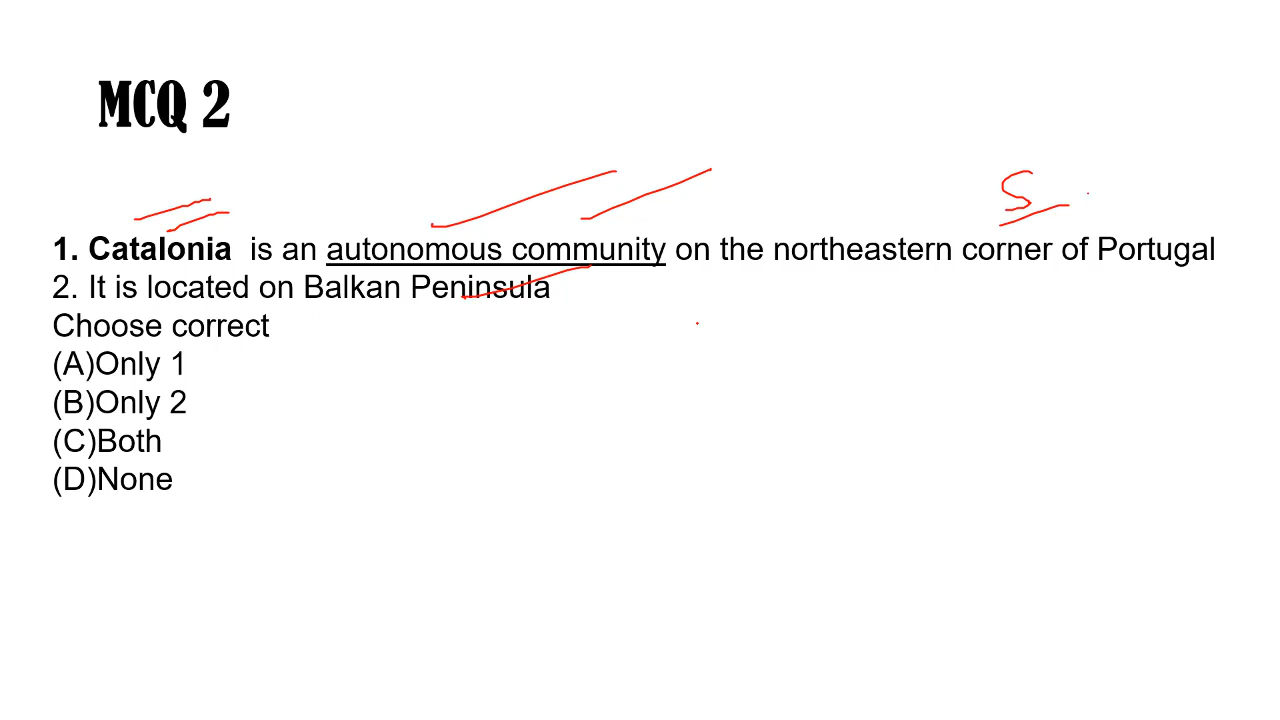 MCQ 2
S
1. Catalonia is an autonomous community on the northeastern corner of Portugal
2. It is located on Balkan Peninsula
Choose correct
(A)Only 1
(B)Only 2
(C)Both
(D)None